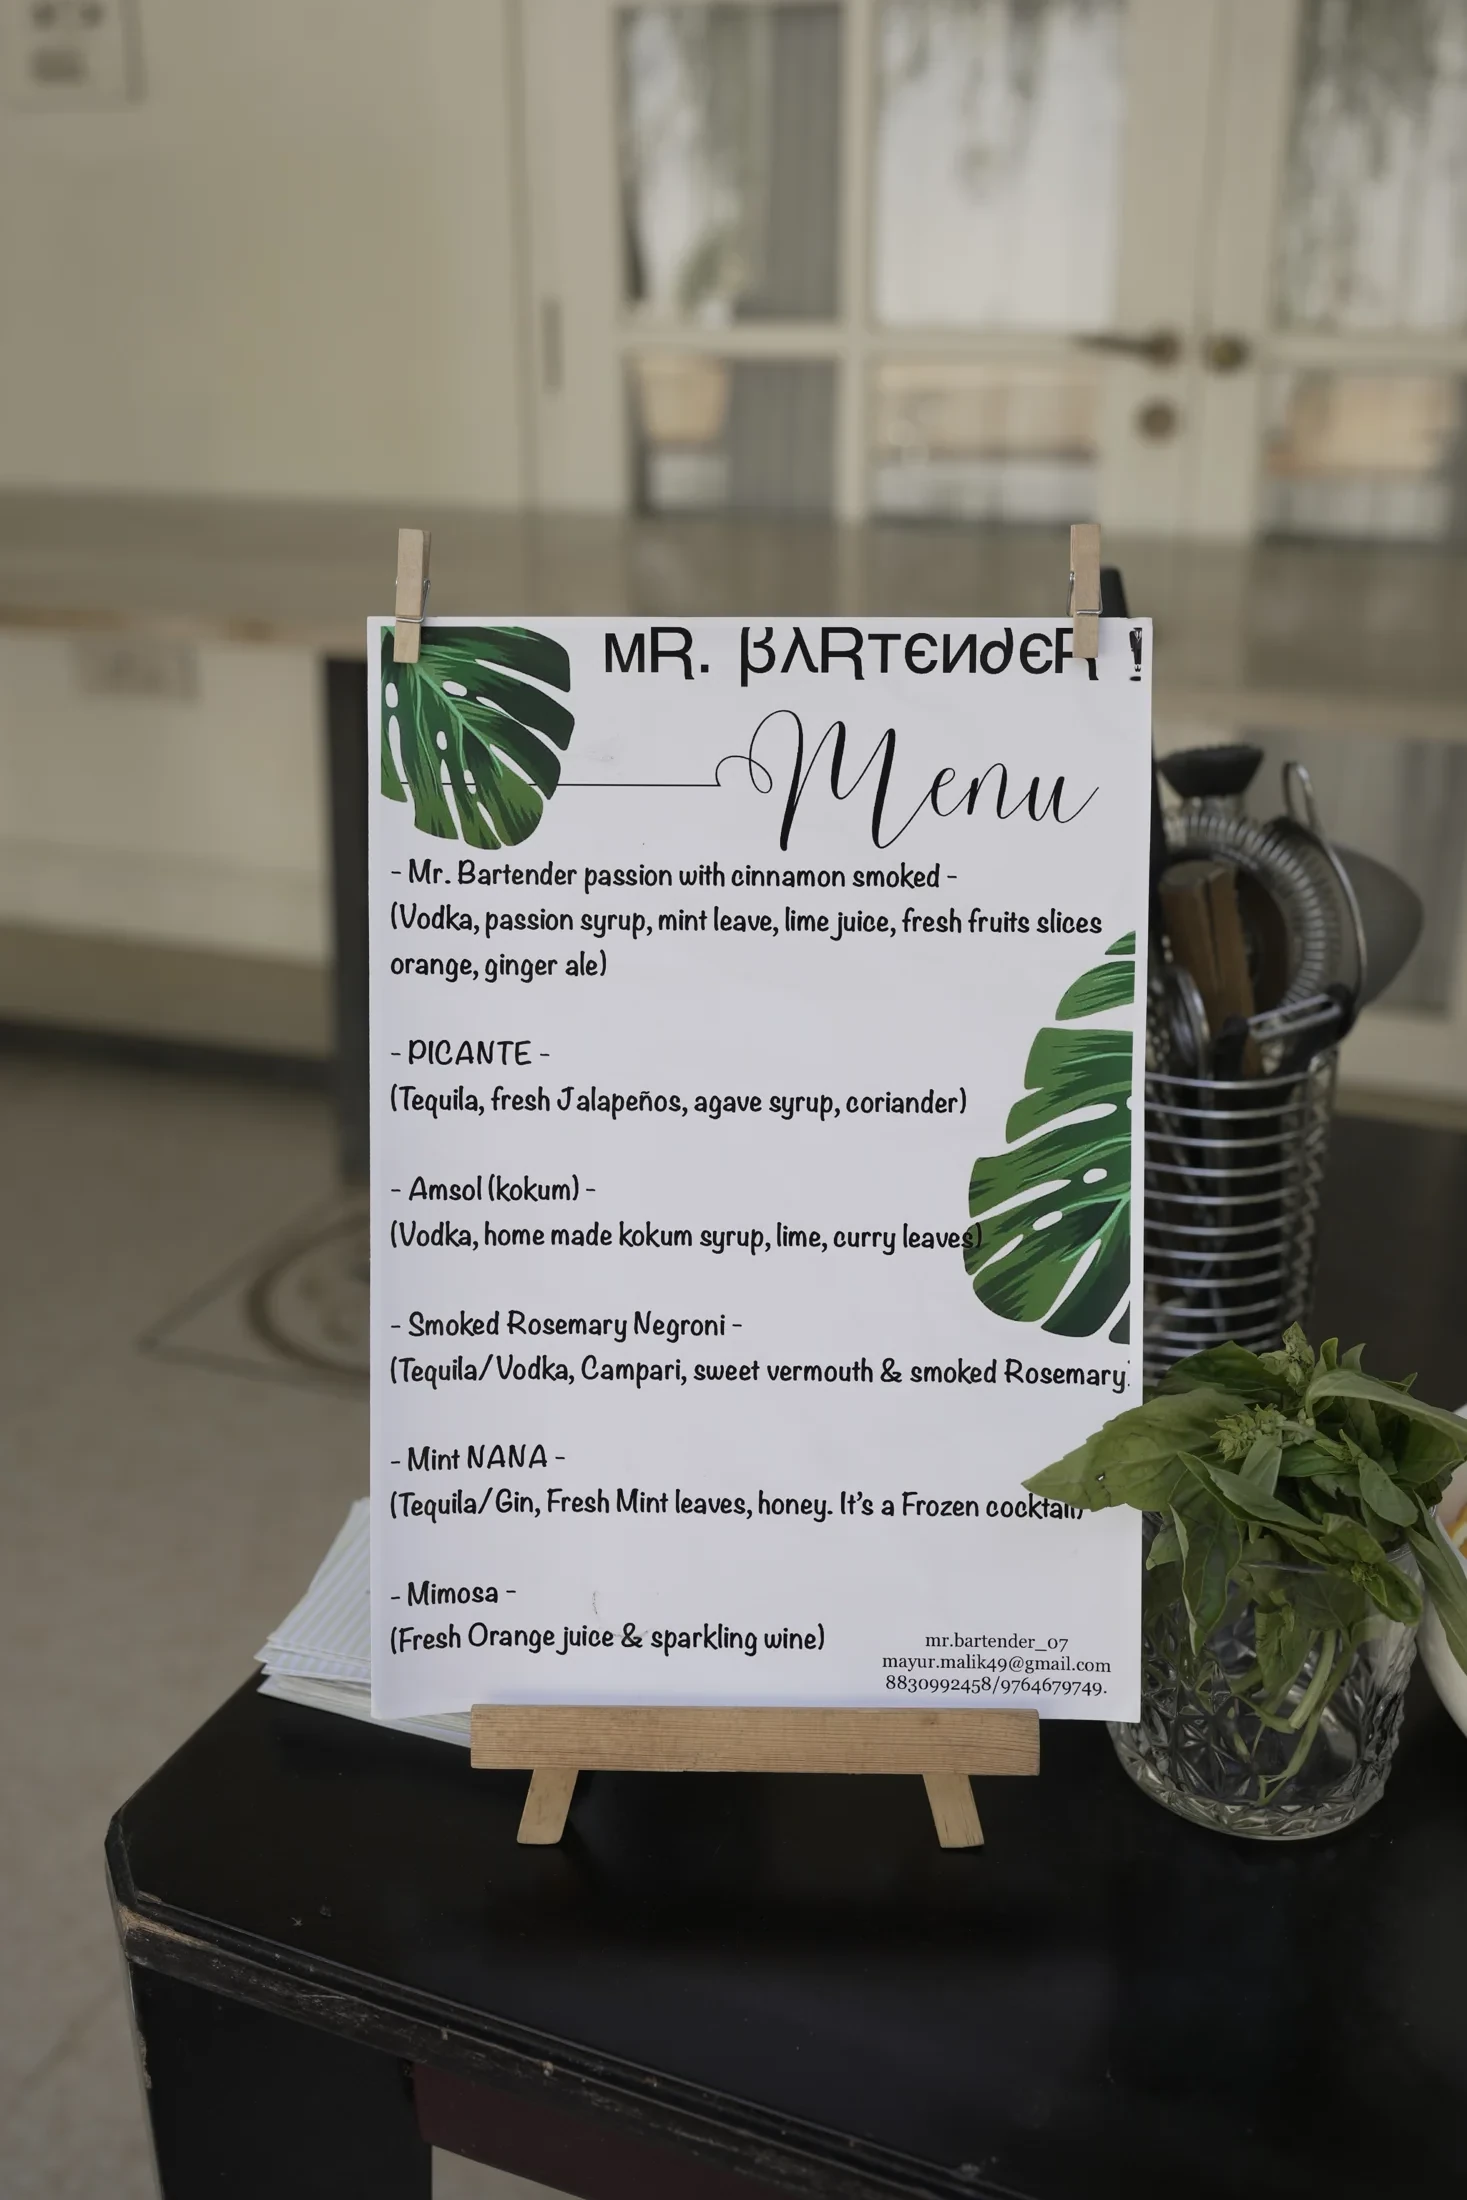 MR. BARTENDER !
Menu
- Mr. Bartender passion with cinnamon smoked -
(Vodka, passion syrup, mint leave, lime juice, fresh fruits slices
orange, ginger ale)
- PICANTE -
(Tequila, fresh Jalapeños, agave syrup, coriander)
- Amsol (kokum) -
(Vodka, home made kokum syrup, lime, curry leaves)
- Smoked Rosemary Negroni -
(Tequila/Vodka, Campari, sweet vermouth & smoked Rosemary)
- Mint NANA -
(Tequila/Gin, Fresh Mint leaves, honey. It's a Frozen cocktail)
- Mimosa -
(Fresh Orange juice & sparkling wine)
mr.bartender_07
mayur.malik49@gmail.com
8830992458/9764679749.